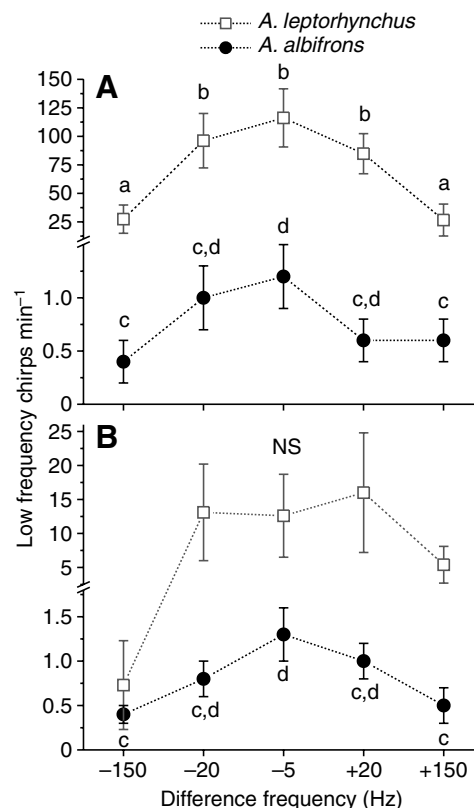 A. leptorhynchus
A. albifrons
A
150
125
100
75
50
25
1.0
0.5
0
a
b
b
b
a
c
c,d
d
c,d
c
Low frequency chirps min⁻¹
B
NS
25
20
15
10
5
1.5
1.0
0.5
0
c
c,d
d
c,d
c
–150
–20
–5
+20
+150
Difference frequency (Hz)